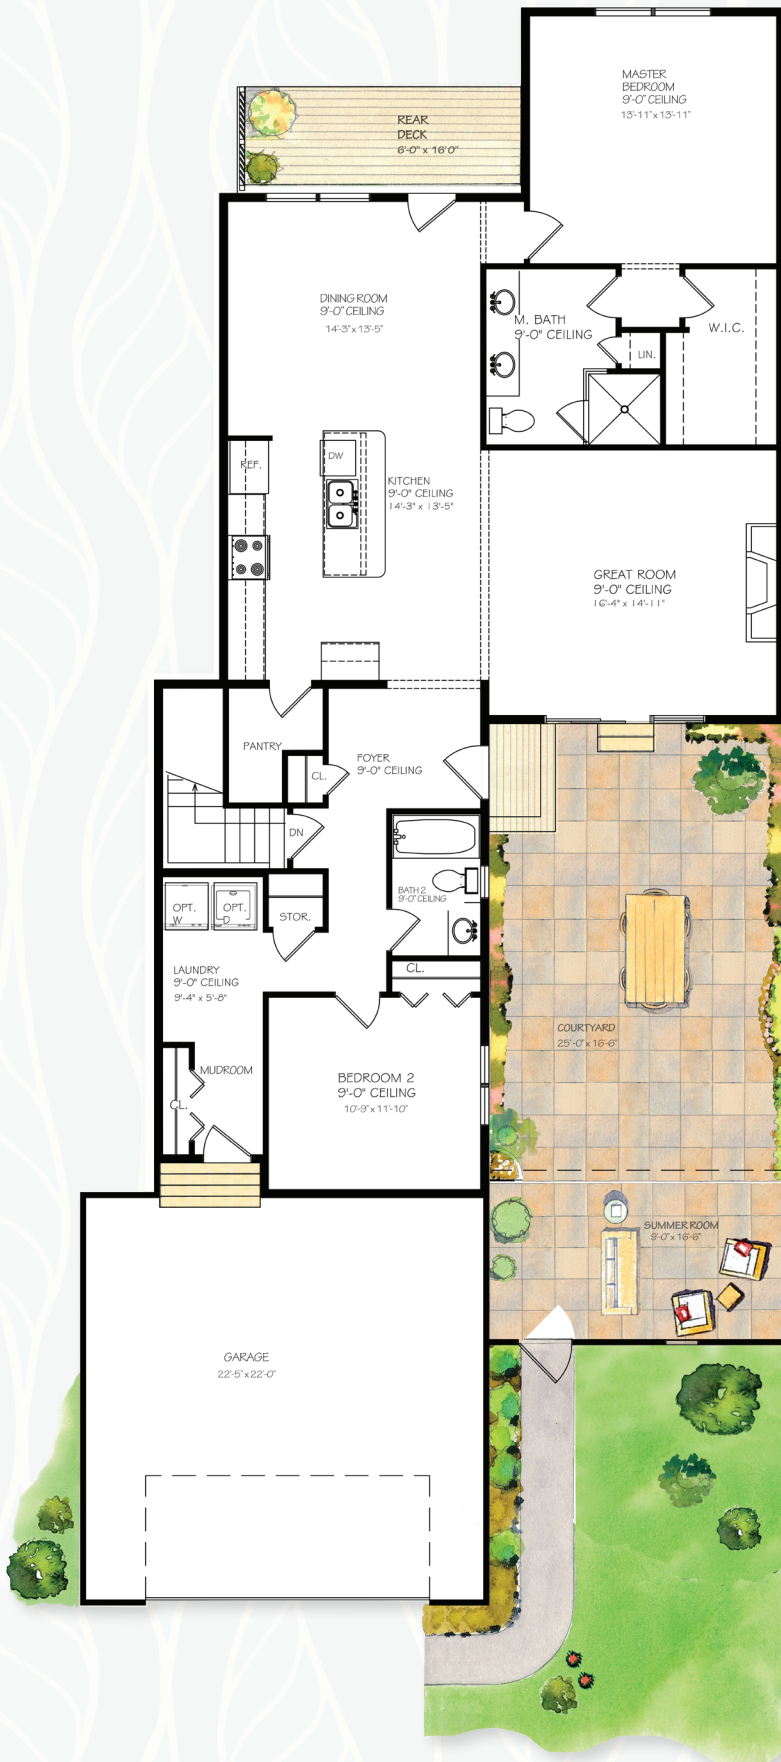 MASTER
BEDROOM
9'-0" CEILING
13'-11" x 13'-11"
REAR
DECK
6'-0" x 16'0"
DINING ROOM
9'-0" CEILING
14'-3" x 13'-5"
M. BATH
9'-0" CEILING
W.I.C.
LIN.
REF.
DW
KITCHEN
9'-0" CEILING
14'-3" x 13'-5"
GREAT ROOM
9'-0" CEILING
16'-4" x 14'-11"
PANTRY
CL.
FOYER
9'-0" CEILING
DN
BATH 2
9'-0" CEILING
OPT.
W
OPT.
D
STOR.
CL.
LAUNDRY
9'-0" CEILING
9'-4" x 5'-8"
MUDROOM
CL.
BEDROOM 2
9'-0" CEILING
10'-9" x 11'-10"
COURTYARD
25'-0" x 16'-6"
SUMMER ROOM
9'-0" x 16'-6"
GARAGE
22'-5" x 22'-0"